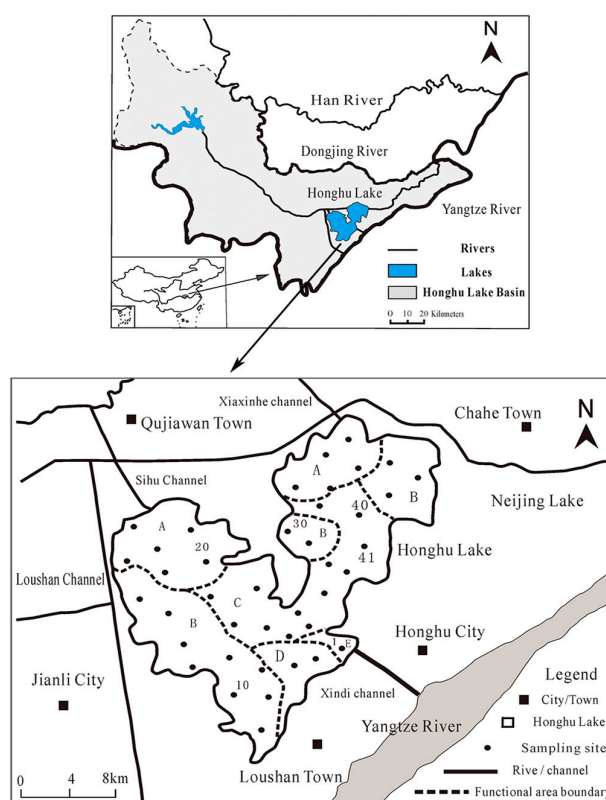 N
Han River
Dongjing River
Honghu Lake
Yangtze River
Rivers
Lakes
Honghu Lake Basin
0 10 20 Kilometers
Xiaxinhe channel
Qujiawan Town
Chahe Town
N
Sihu Channel
A
B
Neijing Lake
A
40
30
B
20
41
Honghu Lake
Loushan Channel
C
B
1
E
Honghu City
D
Jianli City
10
Xindi channel
Legend
City/Town
Honghu Lake
Yangtze River
Sampling site
Rive / channel
Loushan Town
Functional area boundary
0 4 8km